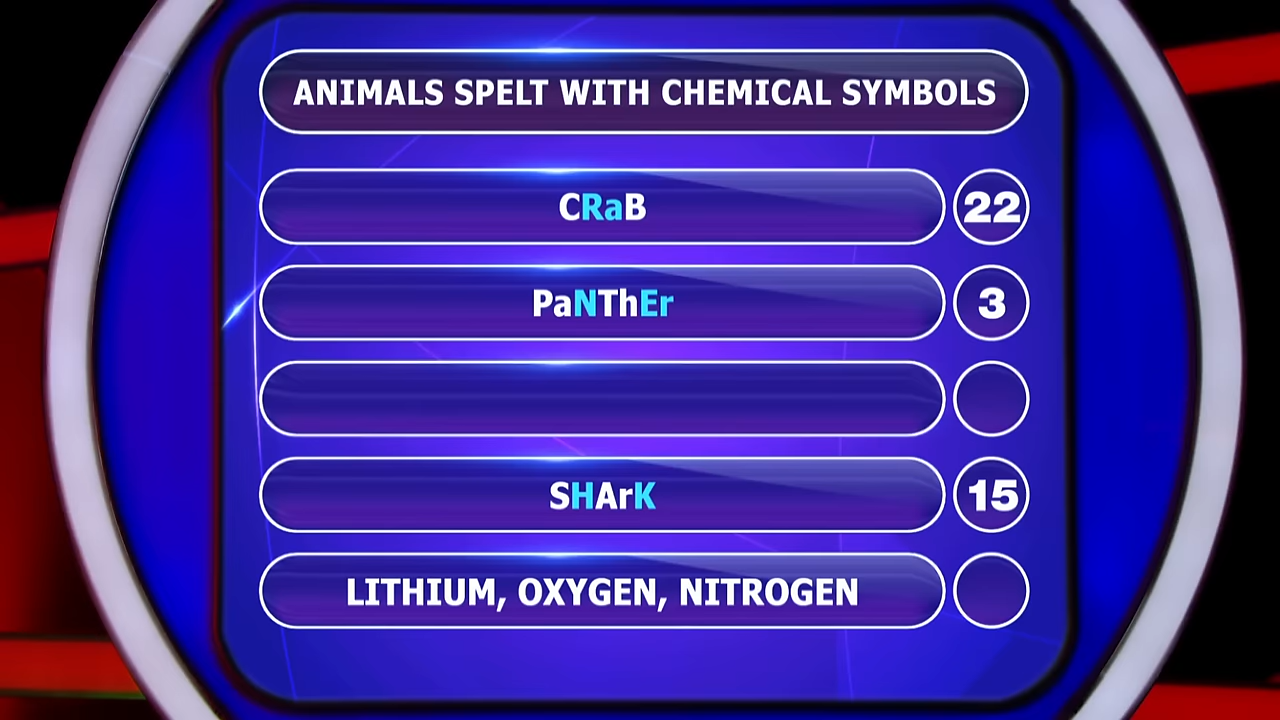 ANIMALS SPELT WITH CHEMICAL SYMBOLS
CRaB 22
PaNThEr 3
SHArK 15
LITHIUM, OXYGEN, NITROGEN